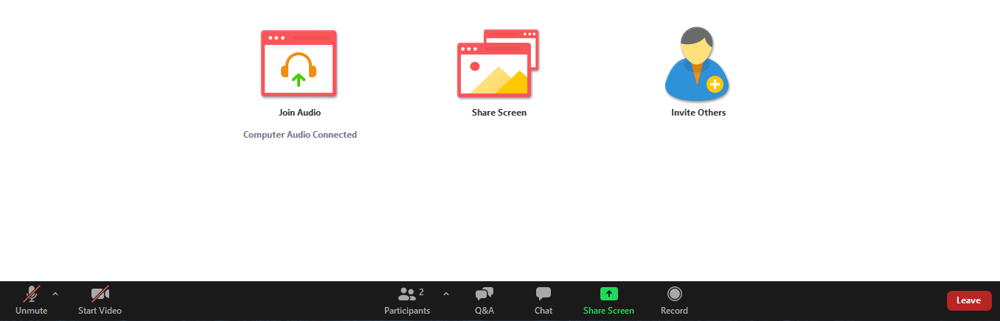 Join Audio
Share Screen
Invite Others
Computer Audio Connected
2
Unmute
Start Video
Participants
Q&A
Chat
Share Screen
Record
Leave